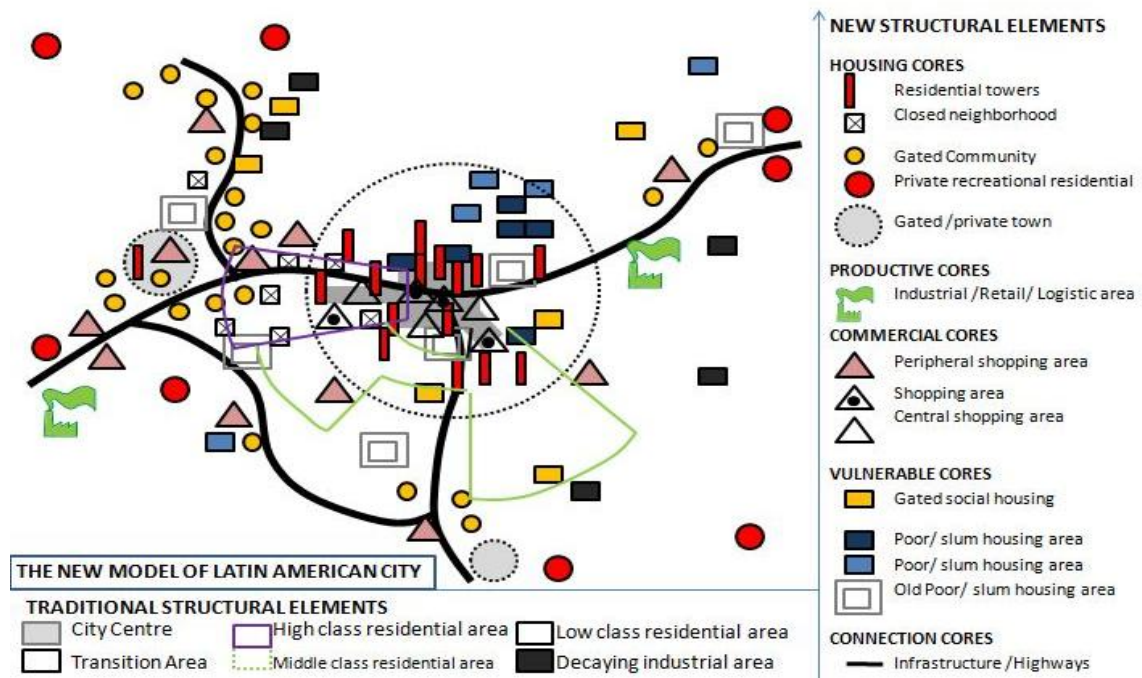 NEW STRUCTURAL ELEMENTS
HOUSING CORES
Residential towers
Closed neighborhood
Gated Community
Private recreational residential
Gated /private town
PRODUCTIVE CORES
Industrial /Retail/ Logistic area
COMMERCIAL CORES
Peripheral shopping area
Shopping area
Central shopping area
VULNERABLE CORES
Gated social housing
Poor/ slum housing area
Poor/ slum housing area
Old Poor/ slum housing area
CONNECTION CORES
Infrastructure /Highways
THE NEW MODEL OF LATIN AMERICAN CITY
TRADITIONAL STRUCTURAL ELEMENTS
City Centre
High class residential area
Low class residential area
Transition Area
Middle class residential area
Decaying industrial area